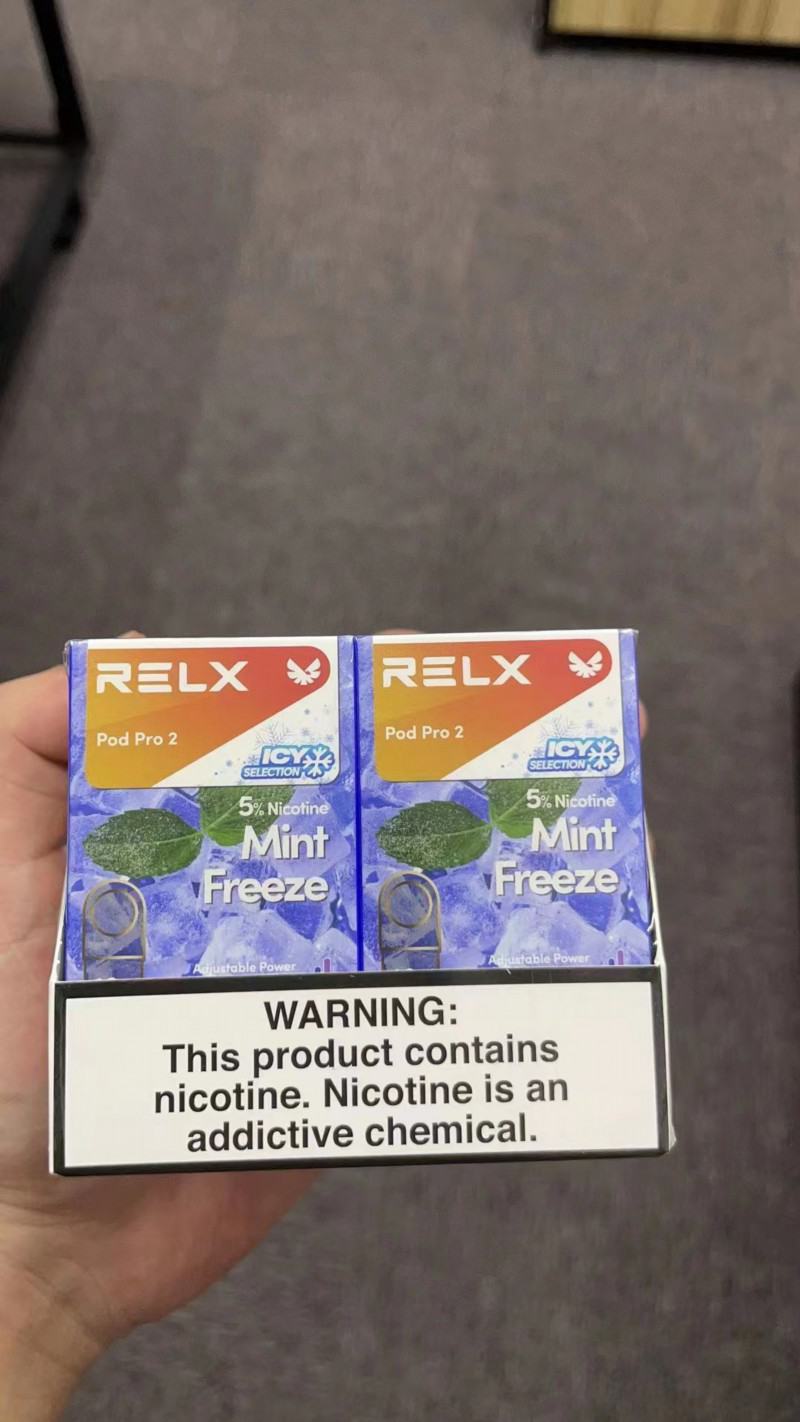 RELX
Pod Pro 2
ICY
SELECTION
5% Nicotine
Mint
Freeze
Adjustable Power
RELX
Pod Pro 2
ICY
SELECTION
5% Nicotine
Mint
Freeze
Adjustable Power
WARNING:
This product contains
nicotine. Nicotine is an
addictive chemical.